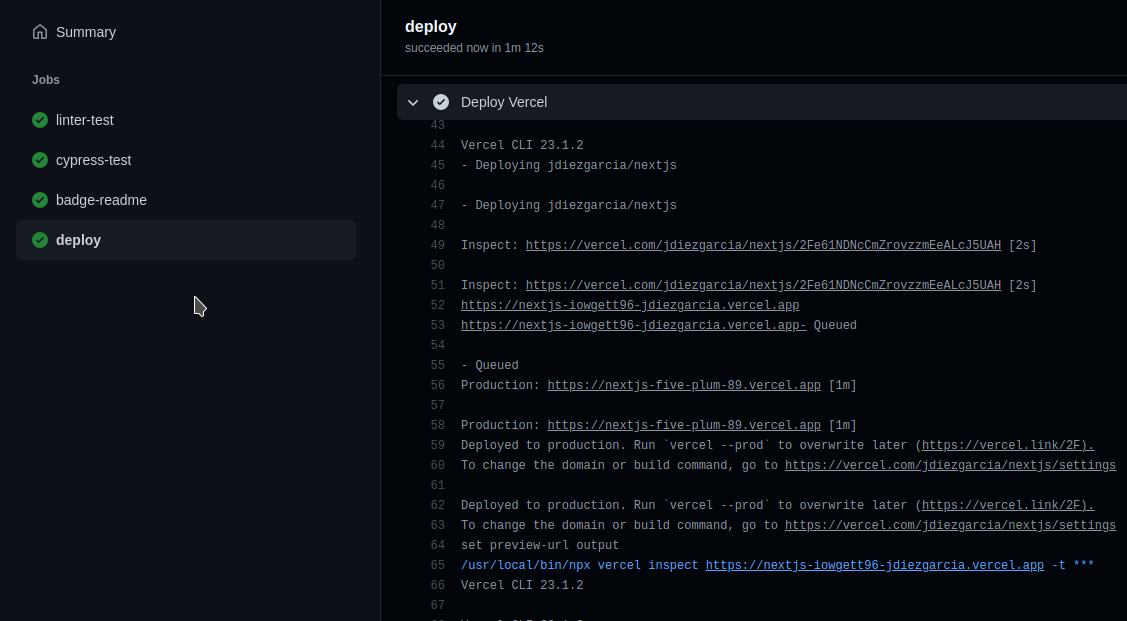 Summary
Jobs
linter-test
cypress-test
badge-readme
deploy
deploy
succeeded now in 1m 12s
Deploy Vercel
43
44 Vercel CLI 23.1.2
45 - Deploying jdiezgarcia/nextjs
46
47 - Deploying jdiezgarcia/nextjs
48
49 Inspect: https://vercel.com/jdiezgarcia/nextjs/2Fe61NDNcCmZrovzzmEeALcJ5UAH [2s]
50
51 Inspect: https://vercel.com/jdiezgarcia/nextjs/2Fe61NDNcCmZrovzzmEeALcJ5UAH [2s]
52 https://nextjs-iowgett96-jdiezgarcia.vercel.app
53 https://nextjs-iowgett96-jdiezgarcia.vercel.app- Queued
54
55 - Queued
56 Production: https://nextjs-five-plum-89.vercel.app [1m]
57
58 Production: https://nextjs-five-plum-89.vercel.app [1m]
59 Deployed to production. Run `vercel --prod` to overwrite later (https://vercel.link/2F).
60 To change the domain or build command, go to https://vercel.com/jdiezgarcia/nextjs/settings
61
62 Deployed to production. Run `vercel --prod` to overwrite later (https://vercel.link/2F).
63 To change the domain or build command, go to https://vercel.com/jdiezgarcia/nextjs/settings
64 set preview-url output
65 /usr/local/bin/npx vercel inspect https://nextjs-iowgett96-jdiezgarcia.vercel.app -t ***
66 Vercel CLI 23.1.2
67